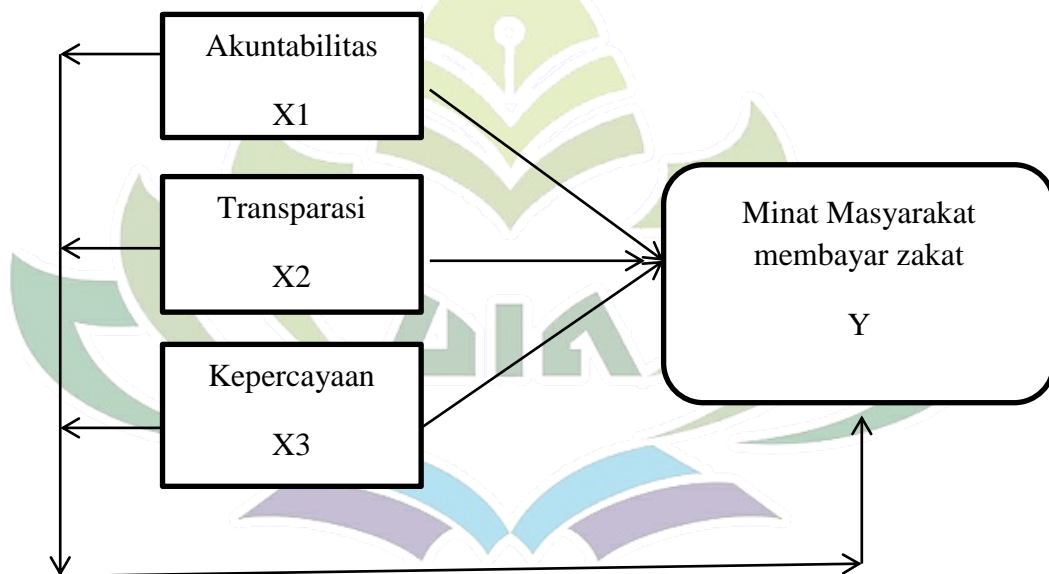 Akuntabilitas
X1
Transparasi
X2
Kepercayaan
X3
Minat Masyarakat
membayar zakat
Y